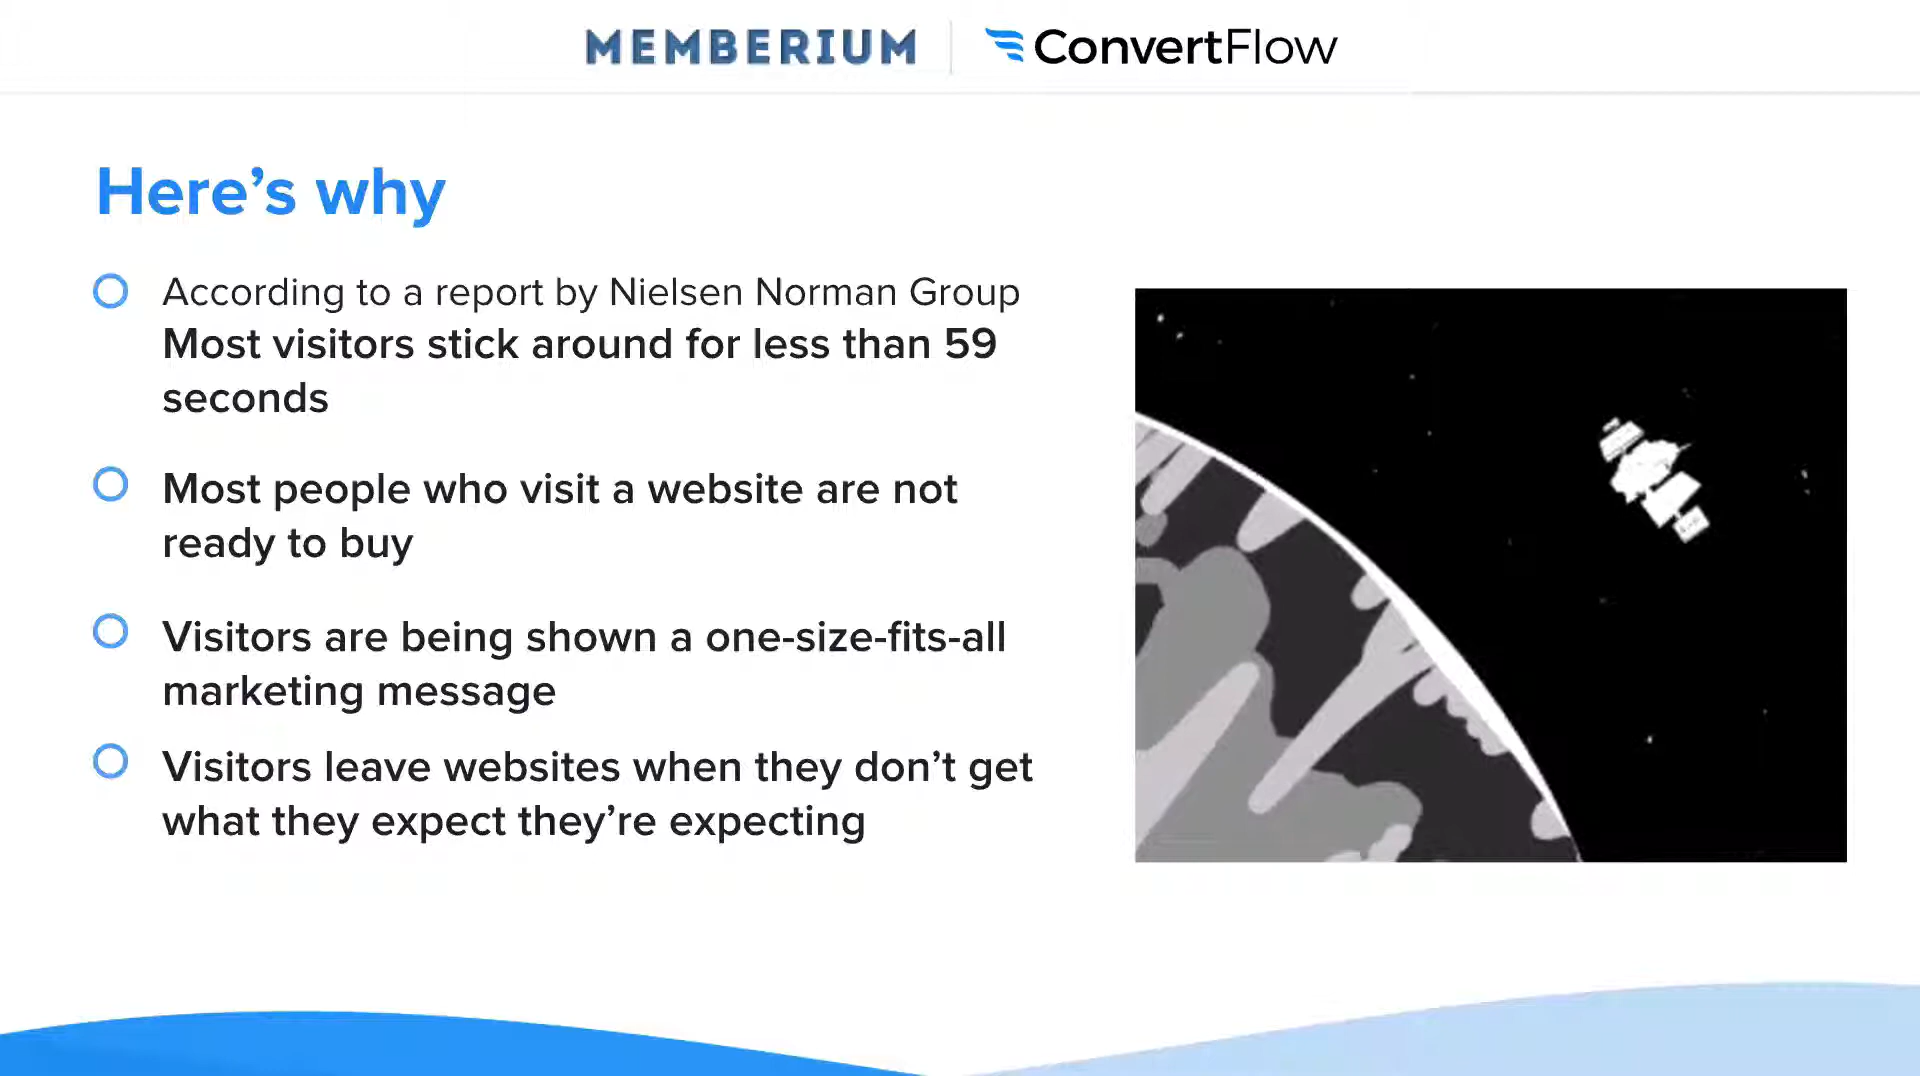 MEMBERIUM
ConvertFlow
Here’s why
According to a report by Nielsen Norman Group
Most visitors stick around for less than 59
seconds
Most people who visit a website are not
ready to buy
Visitors are being shown a one-size-fits-all
marketing message
Visitors leave websites when they don’t get
what they expect they’re expecting